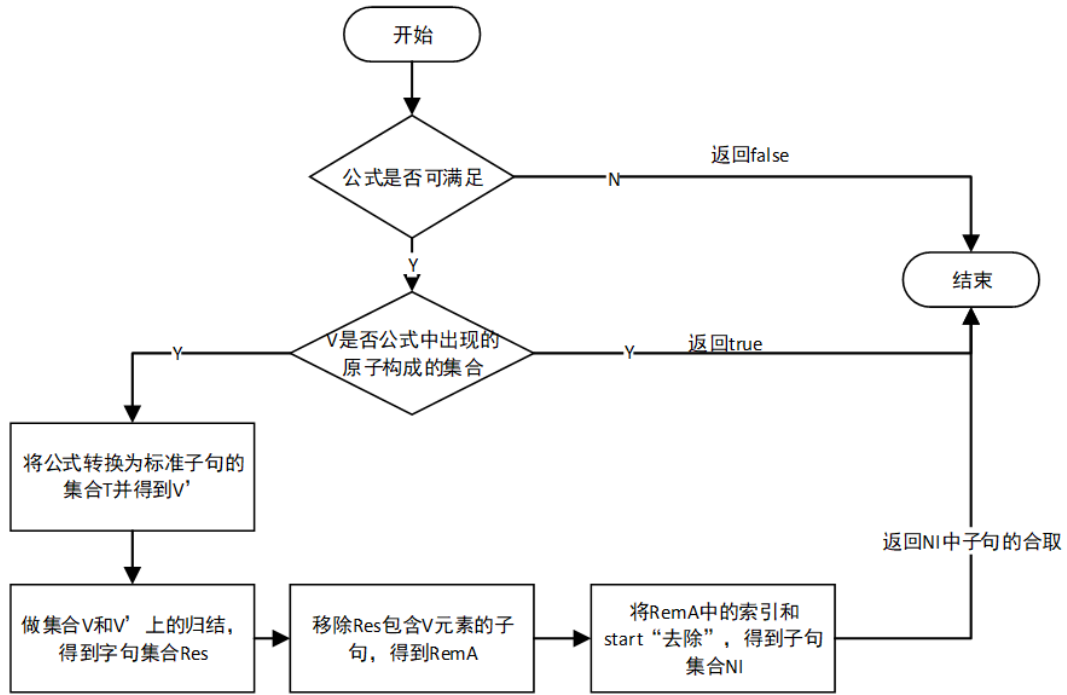 开始
公式是否可满足
N
返回false
Y
结束
V是否公式中出现的
原子构成的集合
Y
Y
返回true
将公式转换为标准子句的
集合T并得到V’
返回NI中子句的合取
做集合V和V’上的归结，
得到字句集合Res
移除Res包含V元素的子
句，得到RemA
将RemA中的索引和
start“去除”，得到子句
集合NI